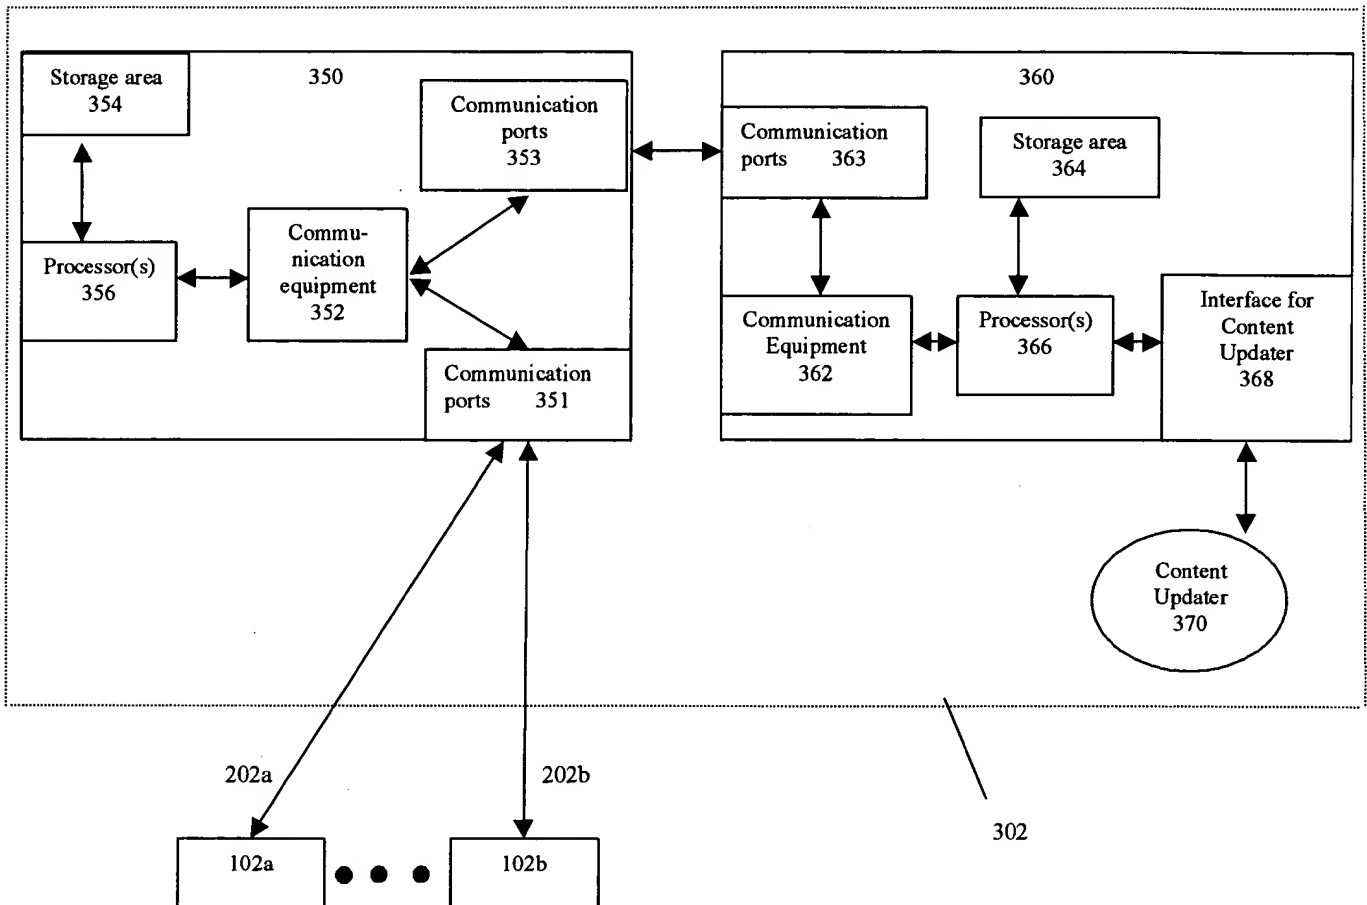 350
Storage area
354
Communication
ports
353
Processor(s)
356
Commu-
nication
equipment
352
Communication
ports 351
360
Communication
ports 363
Storage area
364
Communication
Equipment
362
Processor(s)
366
Interface for
Content
Updater
368
Content
Updater
370
202a
202b
302
102a
102b